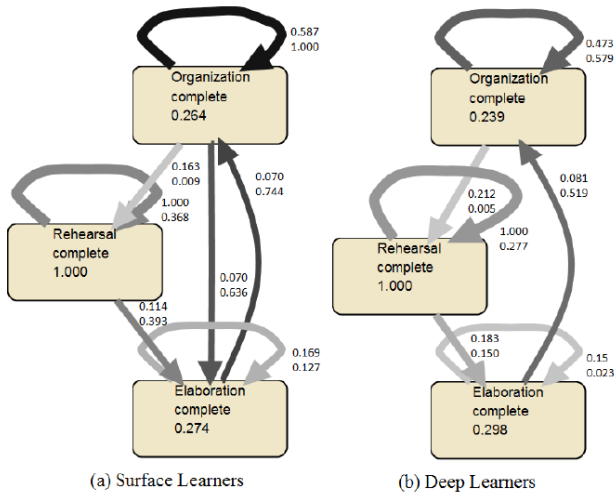 0.587
1.000
Organization
complete
0.264
0.163
0.009
0.070
0.744
1.000
0.368
Rehearsal
complete
1.000
0.070
0.636
0.114
0.393
0.169
0.127
Elaboration
complete
0.274
(a) Surface Learners
0.473
0.579
Organization
complete
0.239
0.081
0.519
0.212
0.005
1.000
0.277
Rehearsal
complete
1.000
0.183
0.150
0.15
0.023
Elaboration
complete
0.298
(b) Deep Learners